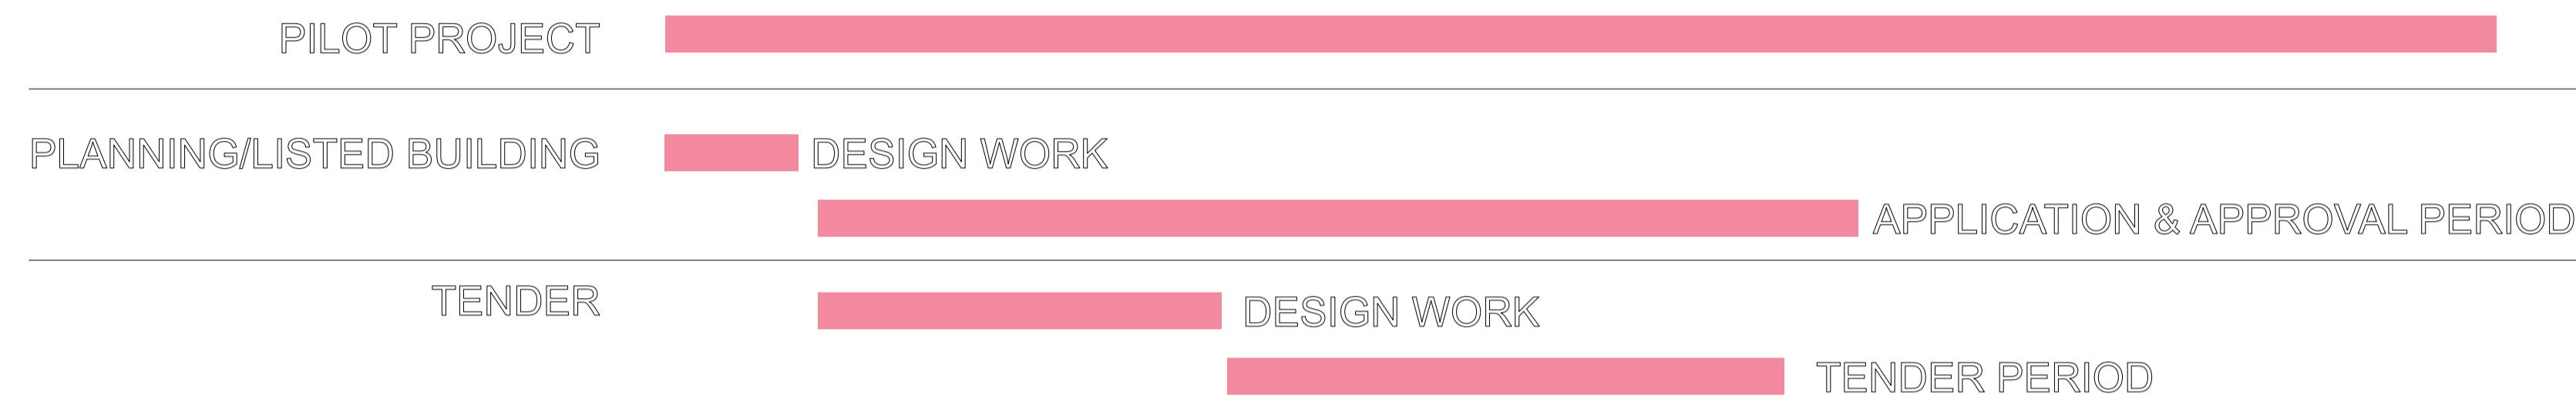 PILOT PROJECT
PLANNING/LISTED BUILDING
DESIGN WORK
APPLICATION & APPROVAL PERIOD
TENDER
DESIGN WORK
TENDER PERIOD